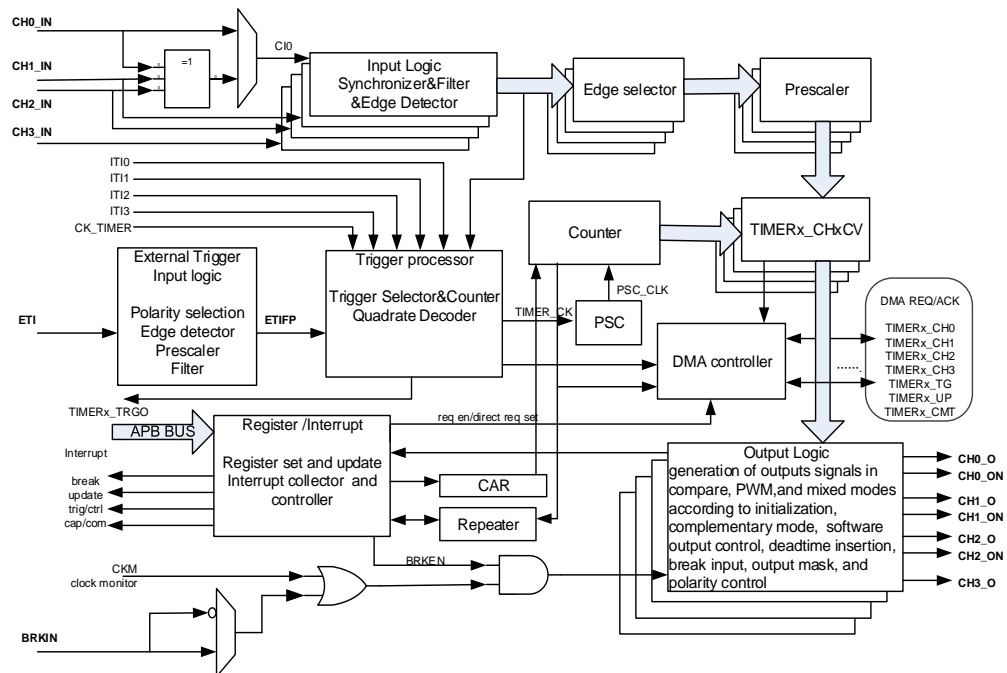 CH0_IN
CH1_IN
CH2_IN
CH3_IN
=1
CI0
Input Logic
Synchronizer&Filter
&Edge Detector
Edge selector
Prescaler
ITI0
ITI1
ITI2
ITI3
CK_TIMER
External Trigger
Input logic
Polarity selection
Edge detector
Prescaler
Filter
ETI
ETIFP
Trigger processor
Trigger Selector&Counter
Quadrate Decoder
TIMERx_TRGO
Counter
TIMERx_CHxCV
TIMER_CK
PSC_CLK
PSC
DMA controller
DMA REQ/ACK
TIMERx_CH0
TIMERx_CH1
TIMERx_CH2
TIMERx_CH3
TIMERx_TG
TIMERx_UP
TIMERx_CMT
.......
APB BUS
Register /Interrupt
Register set and update
Interrupt collector and
controller
req en/direct req set
Interrupt
break
update
trig/ctrl
cap/com
CAR
Repeater
Output Logic
generation of outputs signals in
compare, PWM,and mixed modes
according to initialization,
complementary mode, software
output control, deadtime insertion,
break input, output mask, and
polarity control
CH0_O
CH0_ON
CH1_O
CH1_ON
CH2_O
CH2_ON
CH3_O
BRKEN
CKM
clock monitor
BRKIN